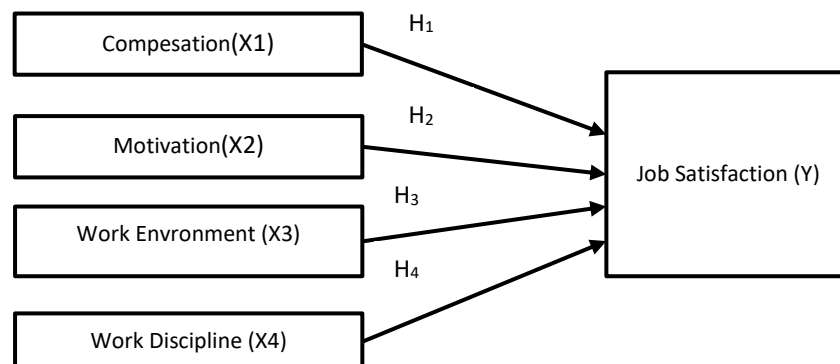 H1
Compesation(X1)
H2
Motivation(X2)
Job Satisfaction (Y)
H3
Work Envronment (X3)
H4
Work Discipline (X4)